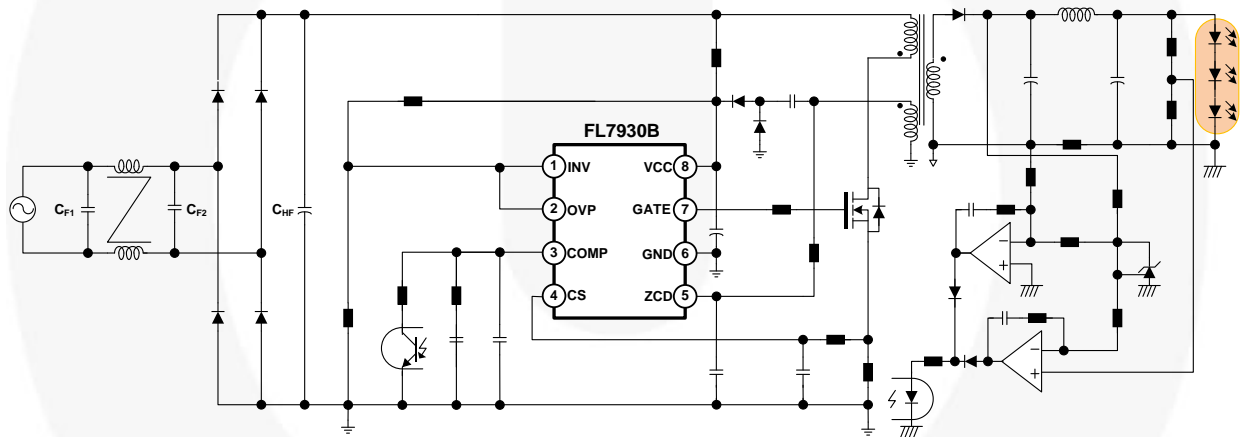 FL7930B
1 INV VCC 8
2 OVP GATE 7
3 COMP GND 6
4 CS ZCD 5
CF1 CF2 CHF